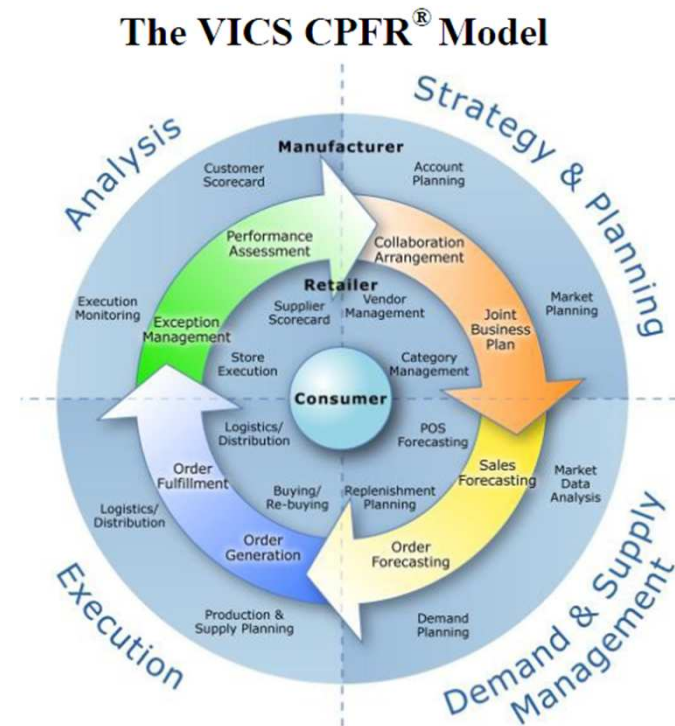 The VICS CPFR® Model
Analysis
Strategy & Planning
Manufacturer
Customer
Scorecard
Account
Planning
Performance
Assessment
Collaboration
Arrangement
Retailer
Execution
Monitoring
Exception
Management
Supplier
Scorecard
Vendor
Management
Joint
Business
Plan
Market
Planning
Store
Execution
Category
Management
Consumer
Logistics/
Distribution
POS
Forecasting
Order
Fulfillment
Sales
Forecasting
Market
Data
Analysis
Logistics/
Distribution
Buying/
Re-buying
Replenishment
Planning
Order
Generation
Order
Forecasting
Production &
Supply Planning
Demand
Planning
Execution
Demand & Supply
Management